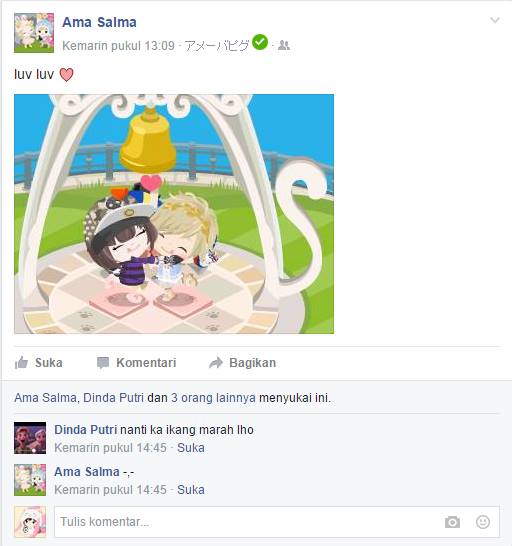 Ama Salma
Kemarin pukul 13:09 · アメーバピグ ·
luv luv
Suka Komentari Bagikan
Ama Salma, Dinda Putri dan 3 orang lainnya menyukai ini.
Dinda Putri nanti ka ikang marah lho
Kemarin pukul 14:45 · Suka
Ama Salma -,-
Kemarin pukul 14:45 · Suka
Tulis komentar...